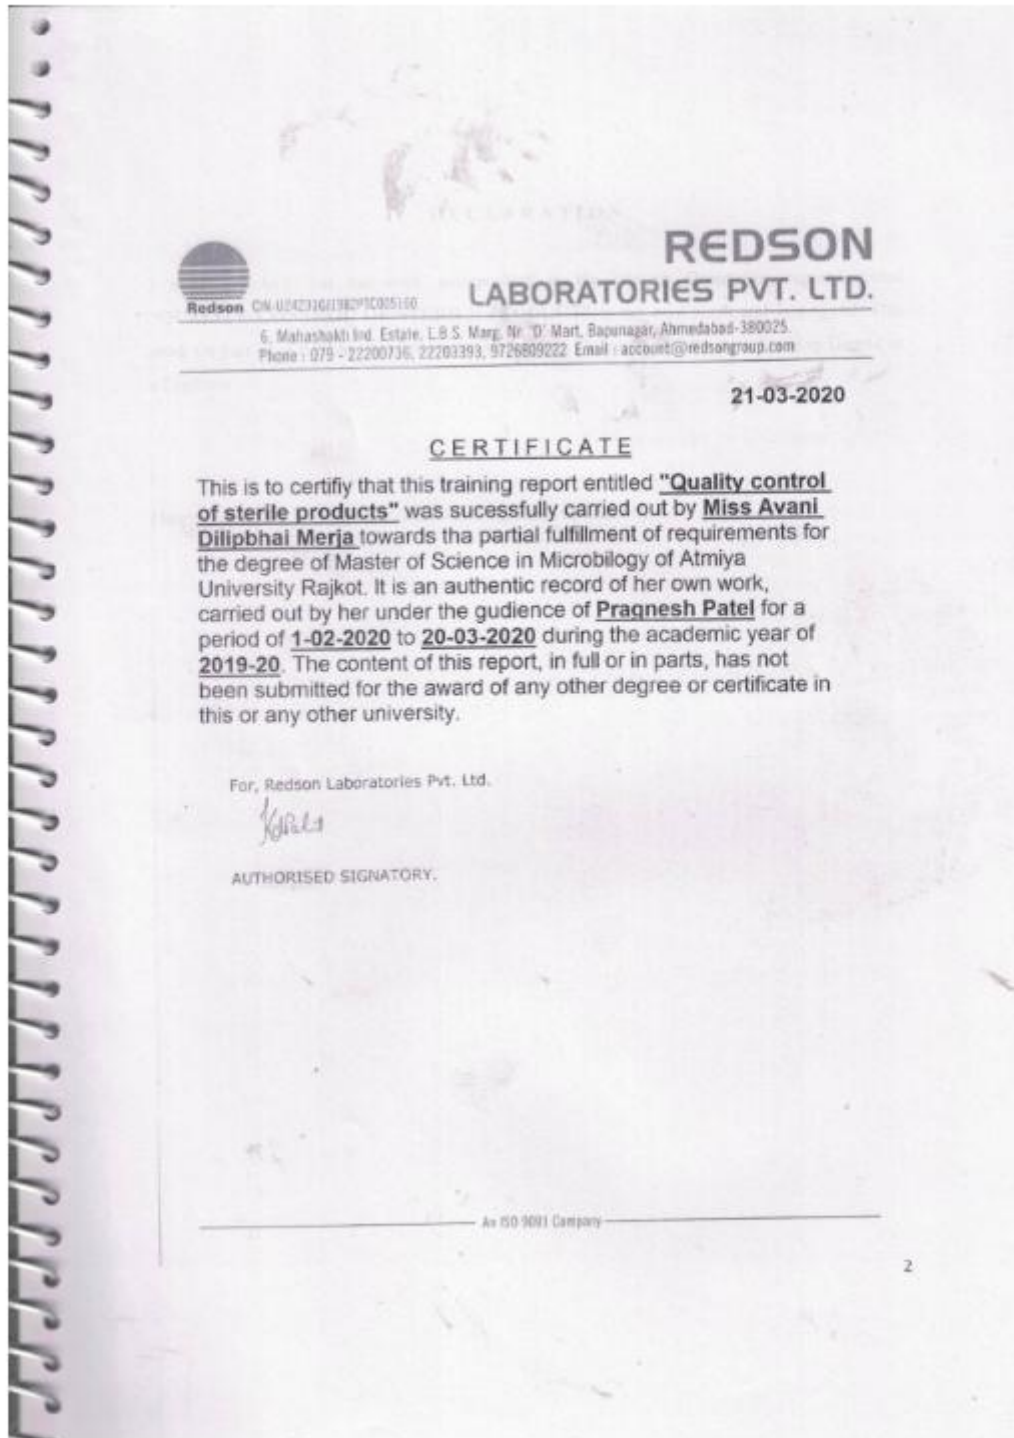 DECLARATION
REDSON
LABORATORIES PVT. LTD.
Redson CIN
6, Mahashakti Ind. Estate, L.B.S. Marg, Nr. 'D' Mart, Bapunagar, Ahmedabad-380025.
Phone : 079 - 22200736, 22203393, 9726809222 Email : account@redsongroup.com
21-03-2020
CERTIFICATE
This is to certifiy that this training report entitled "Quality control
of sterile products" was sucessfully carried out by Miss Avani
Dilipbhai Merja towards tha partial fulfillment of requirements for
the degree of Master of Science in Microbilogy of Atmiya
University Rajkot. It is an authentic record of her own work,
carried out by her under the gudience of Pragnesh Patel for a
period of 1-02-2020 to 20-03-2020 during the academic year of
2019-20. The content of this report, in full or in parts, has not
been submitted for the award of any other degree or certificate in
this or any other university.
For, Redson Laboratories Pvt. Ltd.
AUTHORISED SIGNATORY.
An ISO 9001 Company
2